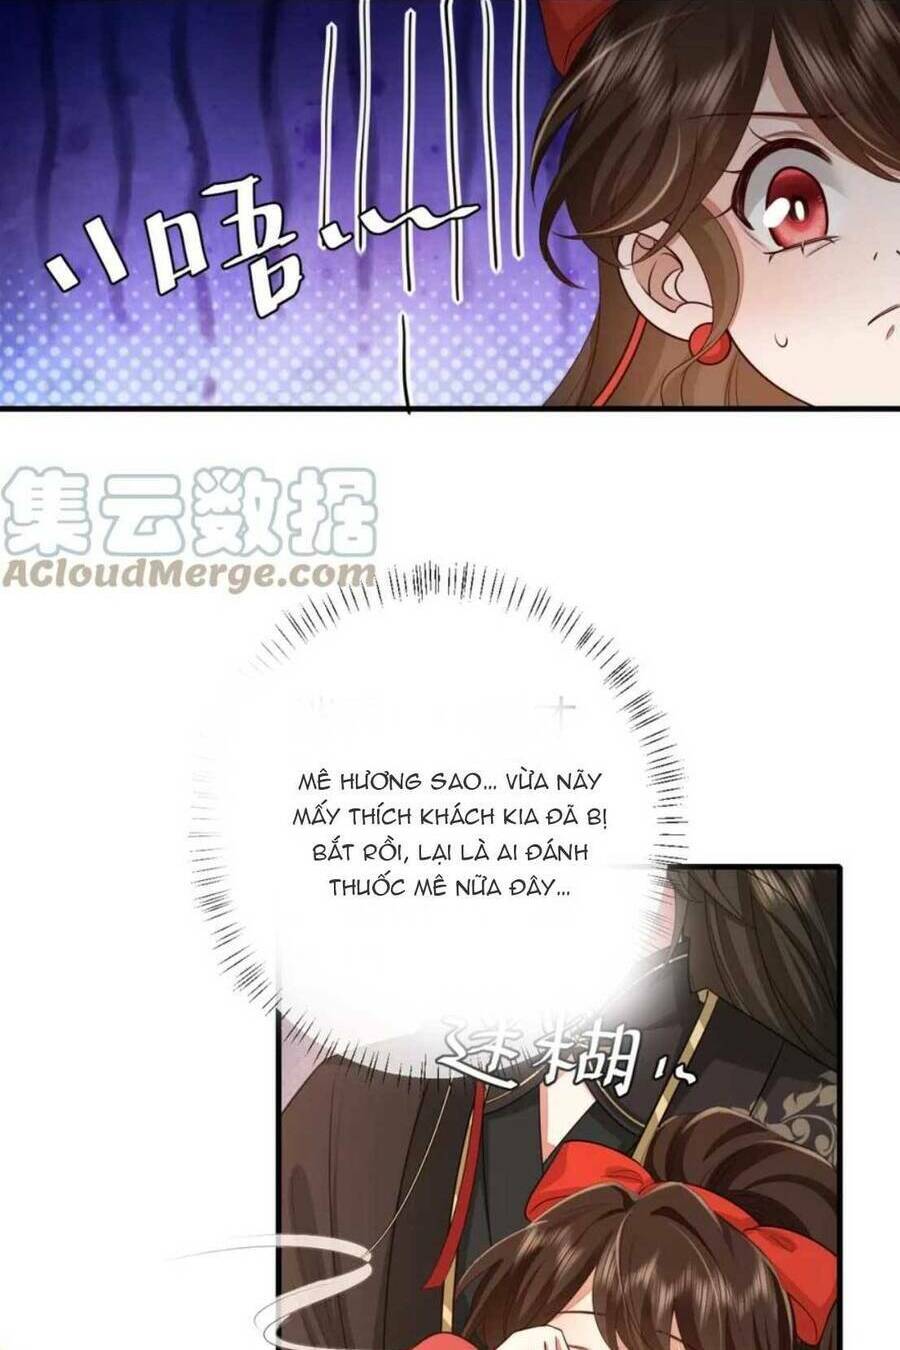 唔
集云数据
ACloudMerge.com
MÊ HƯƠNG SAO... VỪA NÃY
MẤY THÍCH KHÁCH KIA ĐÃ BỊ
BẮT RỒI, LẠI LÀ AI ĐÁNH
THUỐC MÊ NỮA ĐÂY...
迷糊